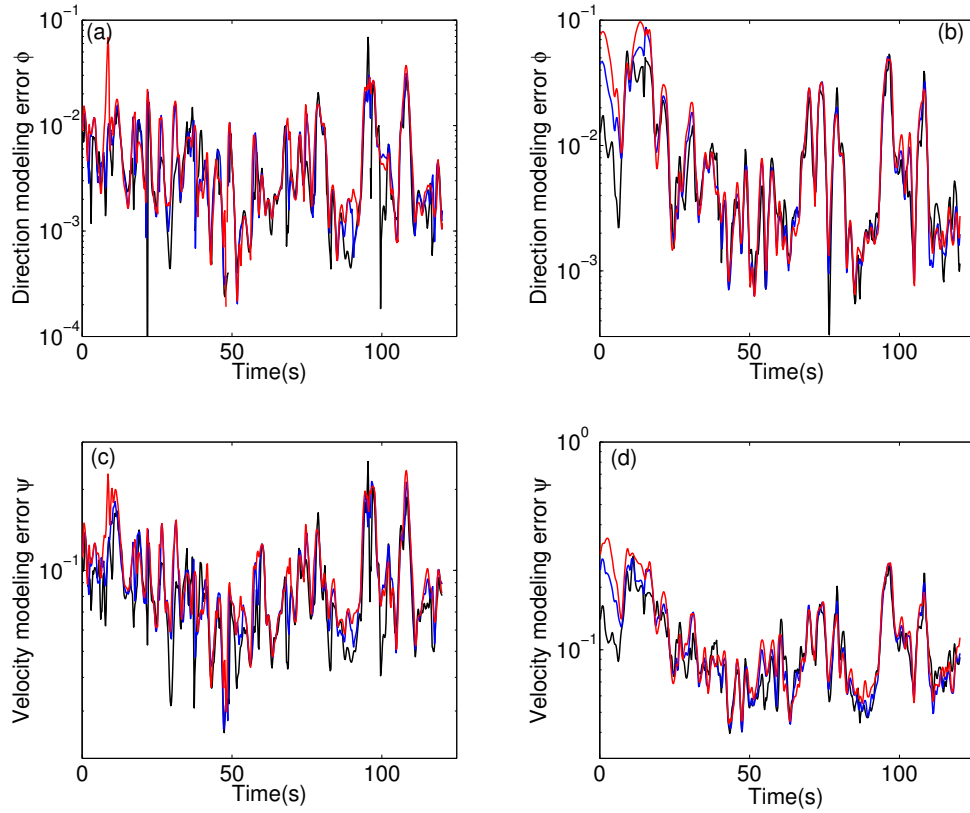 (a)
Direction modeling error ϕ
10⁻¹
10⁻²
10⁻³
10⁻⁴
0 50 100
Time(s)
(b)
Direction modeling error ϕ
10⁻¹
10⁻²
10⁻³
0 50 100
Time(s)
(c)
Velocity modeling error ψ
10⁻¹
0 50 100
Time(s)
(d)
Velocity modeling error ψ
10⁰
10⁻¹
0 50 100
Time(s)